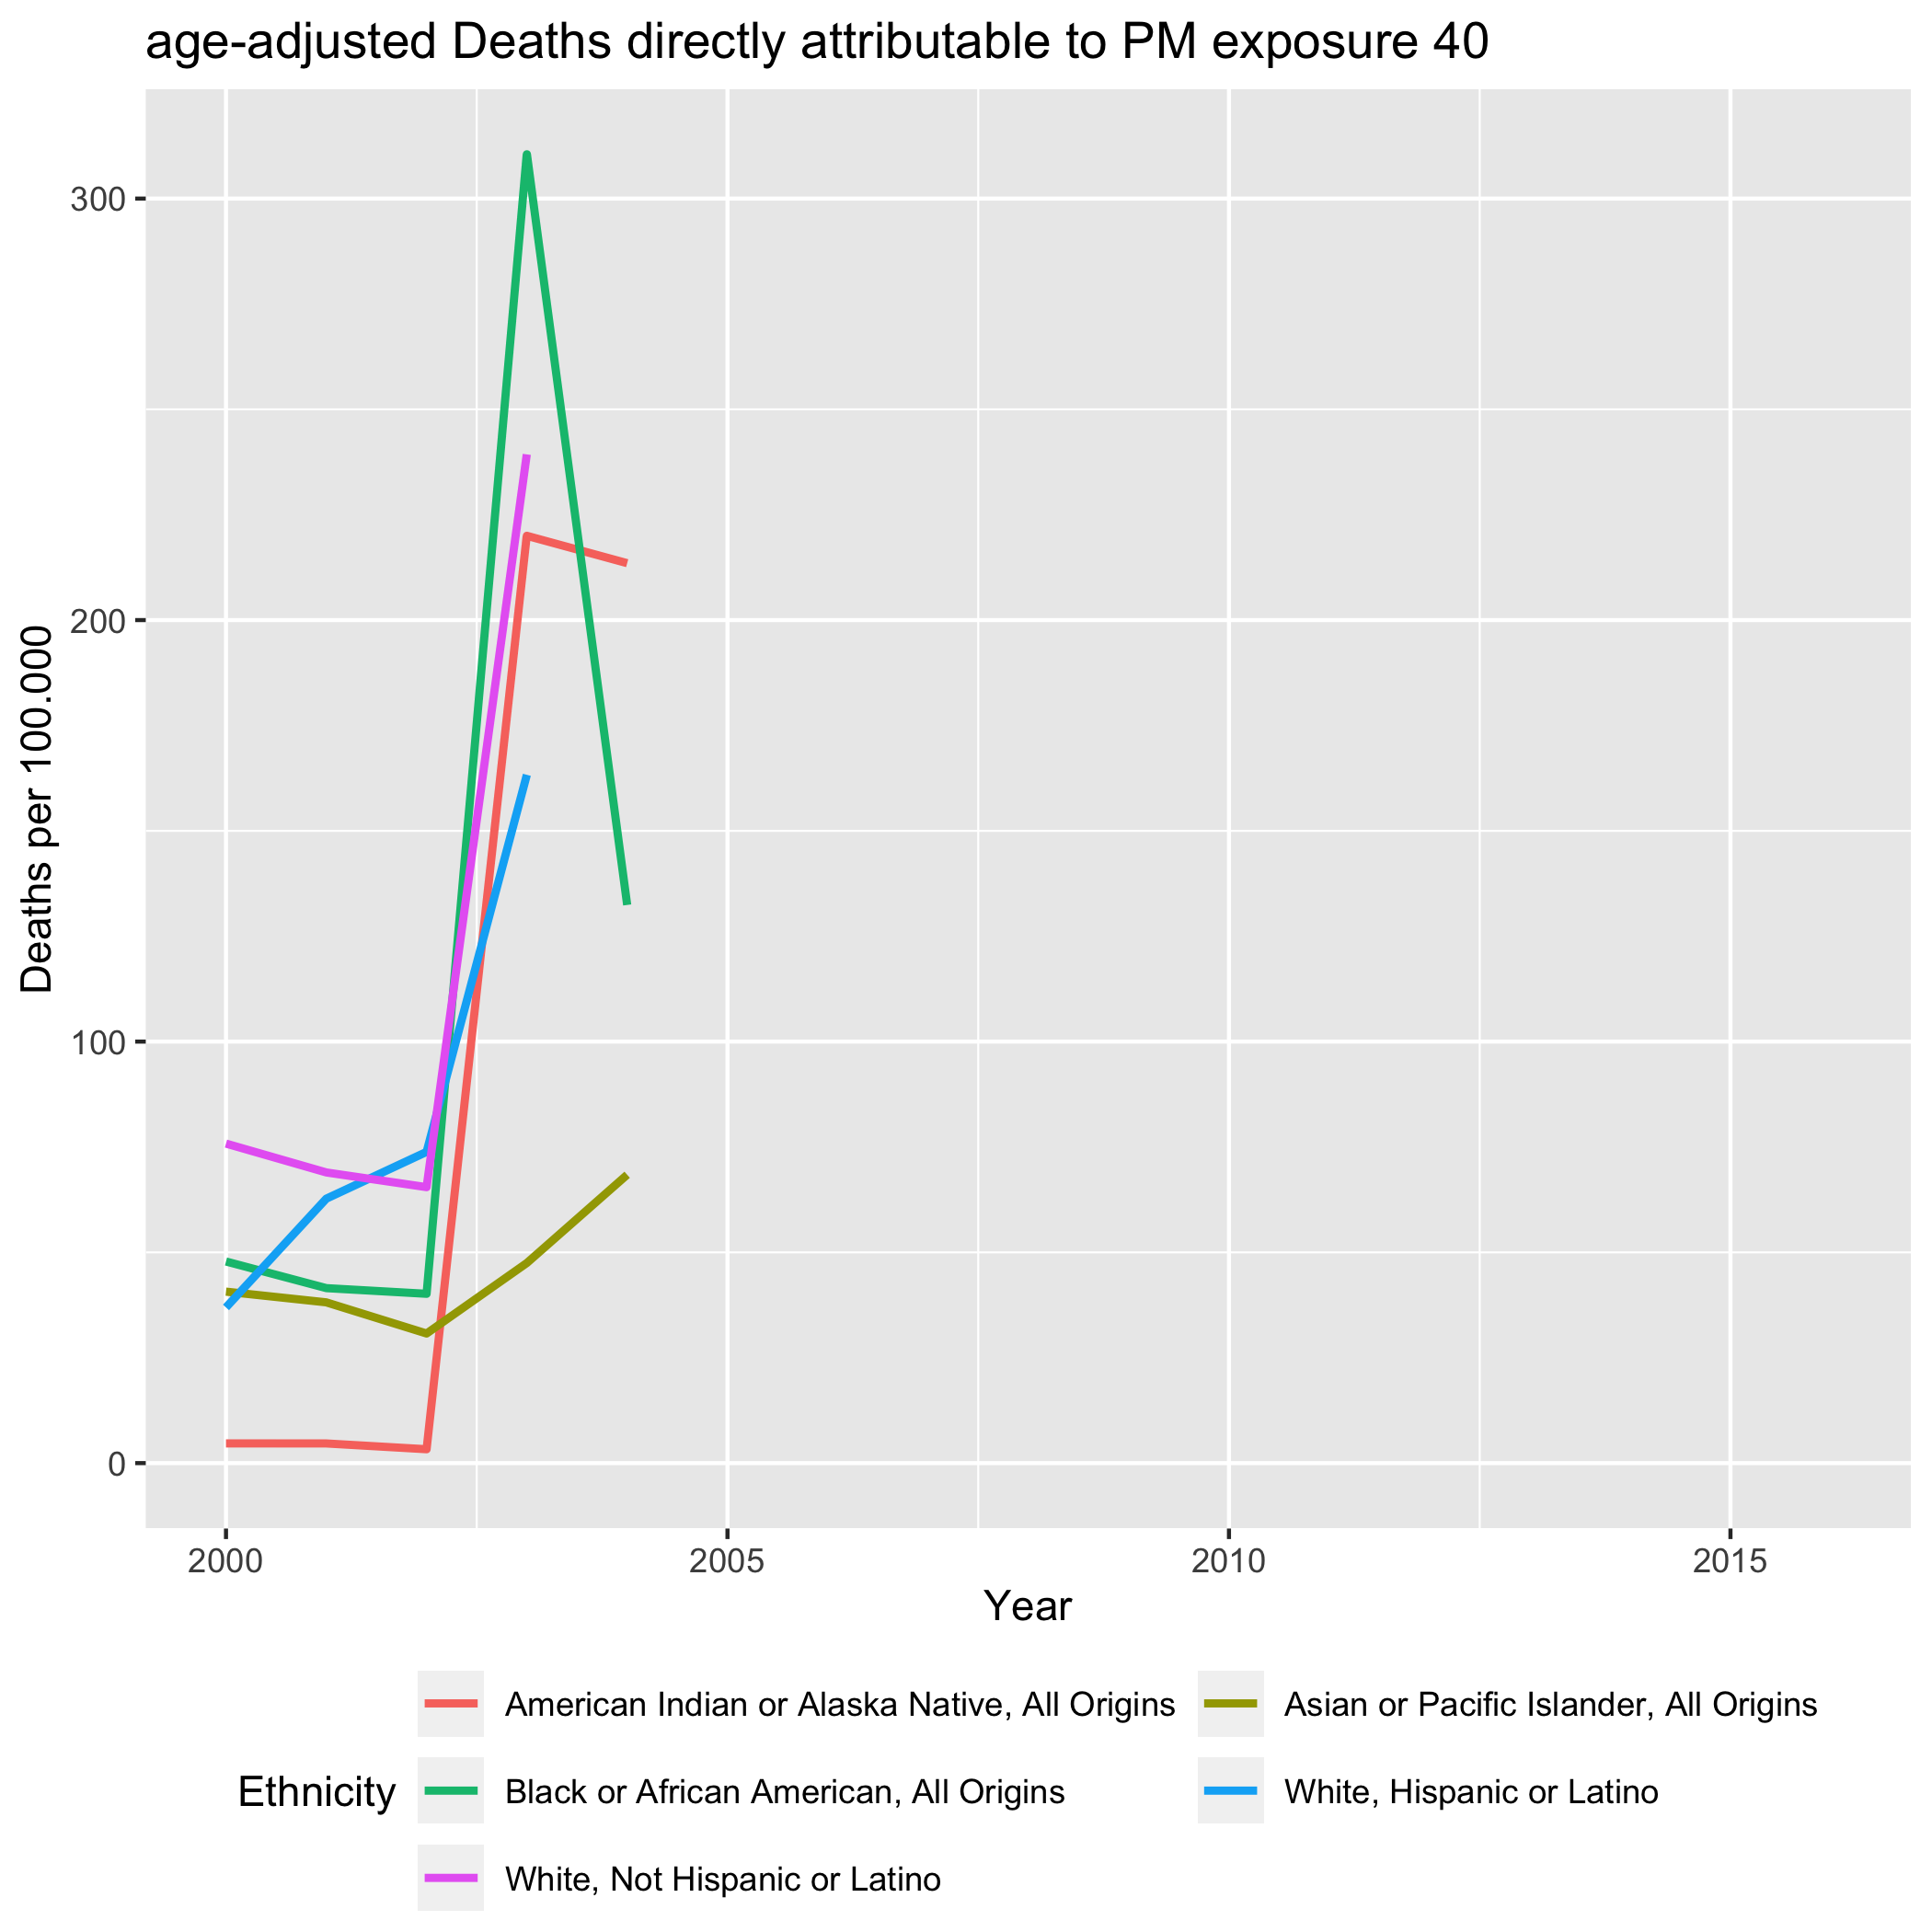 age-adjusted Deaths directly attributable to PM exposure 40
Deaths per 100.000
300
200
100
0
2000 2005 2010 2015
Year
Ethnicity
American Indian or Alaska Native, All Origins
Asian or Pacific Islander, All Origins
Black or African American, All Origins
White, Hispanic or Latino
White, Not Hispanic or Latino